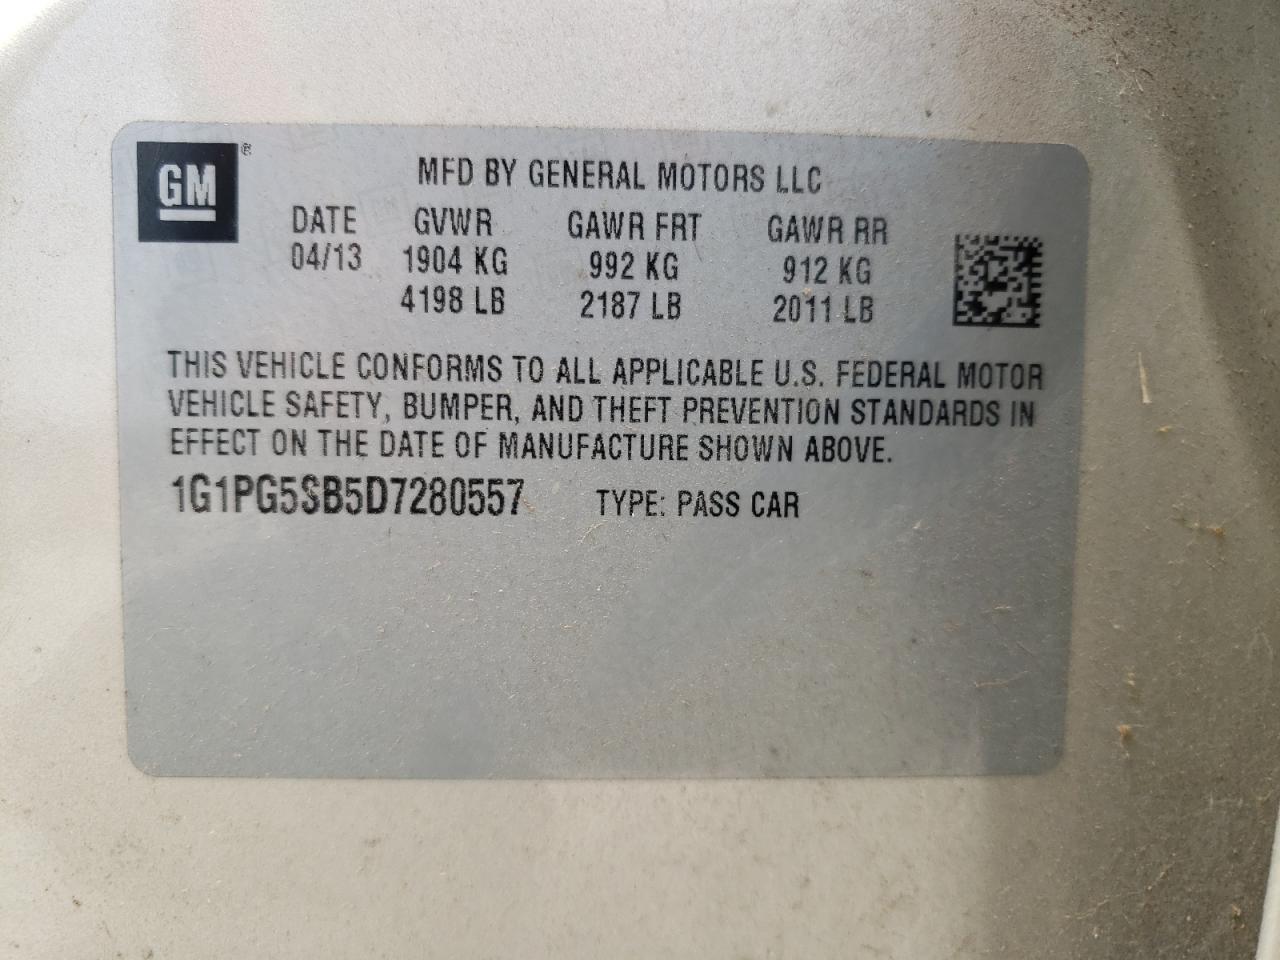 GM ®
MFD BY GENERAL MOTORS LLC
DATE GVWR GAWR FRT GAWR RR
04/13 1904 KG 992 KG 912 KG
4198 LB 2187 LB 2011 LB
THIS VEHICLE CONFORMS TO ALL APPLICABLE U.S. FEDERAL MOTOR
VEHICLE SAFETY, BUMPER, AND THEFT PREVENTION STANDARDS IN
EFFECT ON THE DATE OF MANUFACTURE SHOWN ABOVE.
1G1PG5SB5D7280557 TYPE: PASS CAR